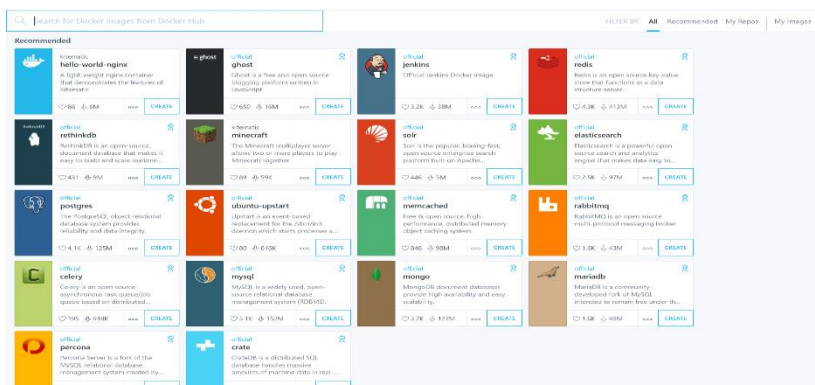 Search for Docker images from Docker Hub
FILTER BY All Recommended My Repos My Images
Recommended
kitematic
hello-world-nginx
A light-weight nginx container
that demonstrates the features of
Kitematic
86 6M CREATE
ghost
official
ghost
Ghost is a free and open source
blogging platform written in
JavaScript
650 16M CREATE
official
jenkins
Official Jenkins Docker image
3.2K 38M CREATE
official
redis
Redis is an open source key-value
store that functions as a data
structure server.
4.3K 412M CREATE
official
rethinkdb
RethinkDB is an open-source,
document database that makes it
easy to build and scale realtime...
431 9M CREATE
kitematic
minecraft
The Minecraft multiplayer server
allows two or more players to play
Minecraft together
89 59K CREATE
official
solr
Solr is the popular, blazing-fast,
open source enterprise search
platform built on Apache...
446 5M CREATE
official
elasticsearch
Elasticsearch is a powerful open
source search and analytics
engine that makes data easy to...
2.5K 97M CREATE
official
postgres
The PostgreSQL object-relational
database system provides
reliability and data integrity.
4.1K 125M CREATE
official
ubuntu-upstart
Upstart is an event-based
replacement for the /sbin/init
daemon which starts processes a...
80 616K CREATE
official
memcached
Free & open source, high-
performance, distributed memory
object caching system.
846 98M CREATE
official
rabbitmq
RabbitMQ is an open source
multi-protocol messaging broker.
43M CREATE
official
celery
Celery is an open source
asynchronous task queue/job
queue based on distributed...
195 CREATE
official
mysql
MySQL is a widely used, open-
source relational database
management system (RDBMS).
5.1K 152M CREATE
official
mongo
MongoDB document databases
provide high availability and easy
scalability.
3.7K 127M CREATE
official
mariadb
MariaDB is a community-
developed fork of MySQL
intended to remain free under th...
1.6K CREATE
official
percona
Percona Server is a fork of the
MySQL relational database
management system created by...
official
crate
CrateDB is a distributed SQL
database handles massive
amounts of machine data in real-...